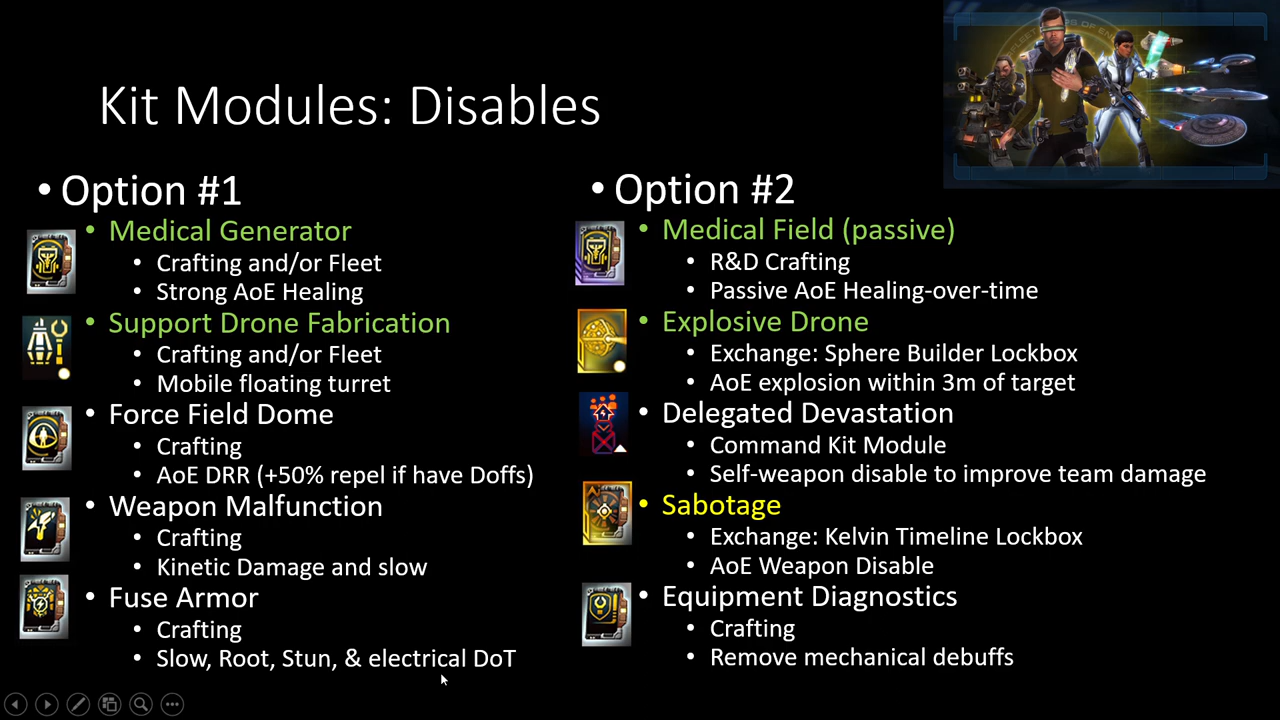 Kit Modules: Disables
• Option #1
• Medical Generator
• Crafting and/or Fleet
• Strong AoE Healing
• Support Drone Fabrication
• Crafting and/or Fleet
• Mobile floating turret
• Force Field Dome
• Crafting
• AoE DRR (+50% repel if have Doffs)
• Weapon Malfunction
• Crafting
• Kinetic Damage and slow
• Fuse Armor
• Crafting
• Slow, Root, Stun, & electrical DoT
• Option #2
• Medical Field (passive)
• R&D Crafting
• Passive AoE Healing-over-time
• Explosive Drone
• Exchange: Sphere Builder Lockbox
• AoE explosion within 3m of target
• Delegated Devastation
• Command Kit Module
• Self-weapon disable to improve team damage
• Sabotage
• Exchange: Kelvin Timeline Lockbox
• AoE Weapon Disable
• Equipment Diagnostics
• Crafting
• Remove mechanical debuffs